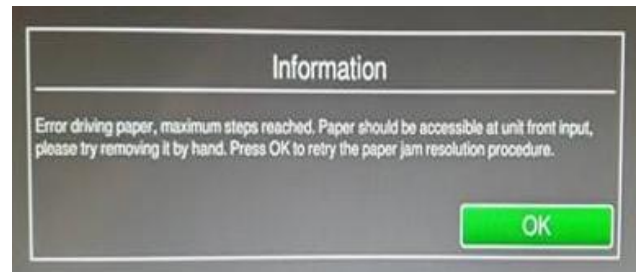 Information
Error driving paper, maximum steps reached. Paper should be accessible at unit front input,
please try removing it by hand. Press OK to retry the paper jam resolution procedure.
OK